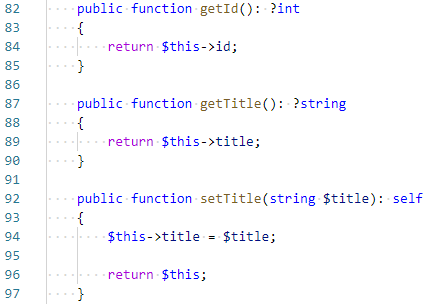 82 public function getId(): ?int
83 {
84 return $this->id;
85 }
86
87 public function getTitle(): ?string
88 {
89 return $this->title;
90 }
91
92 public function setTitle(string $title): self
93 {
94 $this->title = $title;
95
96 return $this;
97 }